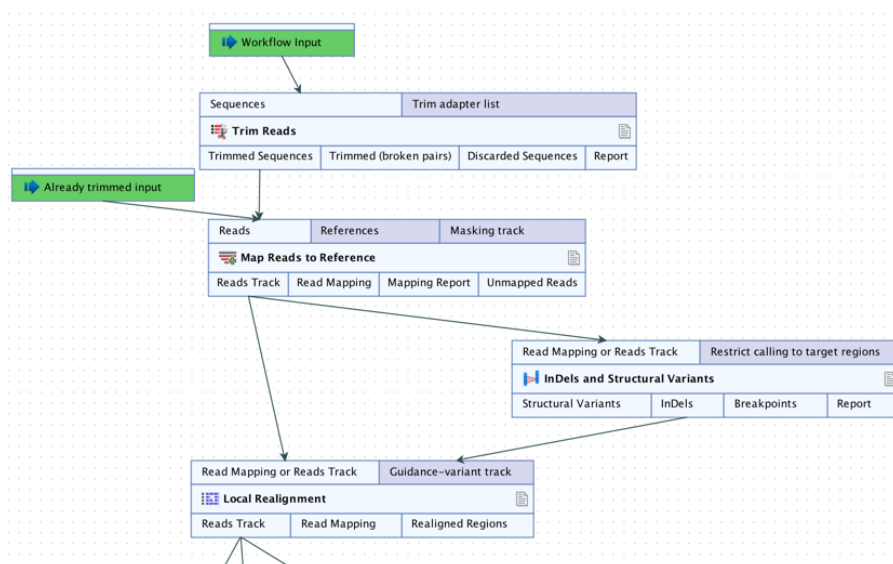 Workflow Input
Sequences Trim adapter list
Trim Reads
Trimmed Sequences Trimmed (broken pairs) Discarded Sequences Report
Already trimmed input
Reads References Masking track
Map Reads to Reference
Reads Track Read Mapping Mapping Report Unmapped Reads
Read Mapping or Reads Track Restrict calling to target regions
InDels and Structural Variants
Structural Variants InDels Breakpoints Report
Read Mapping or Reads Track Guidance-variant track
Local Realignment
Reads Track Read Mapping Realigned Regions